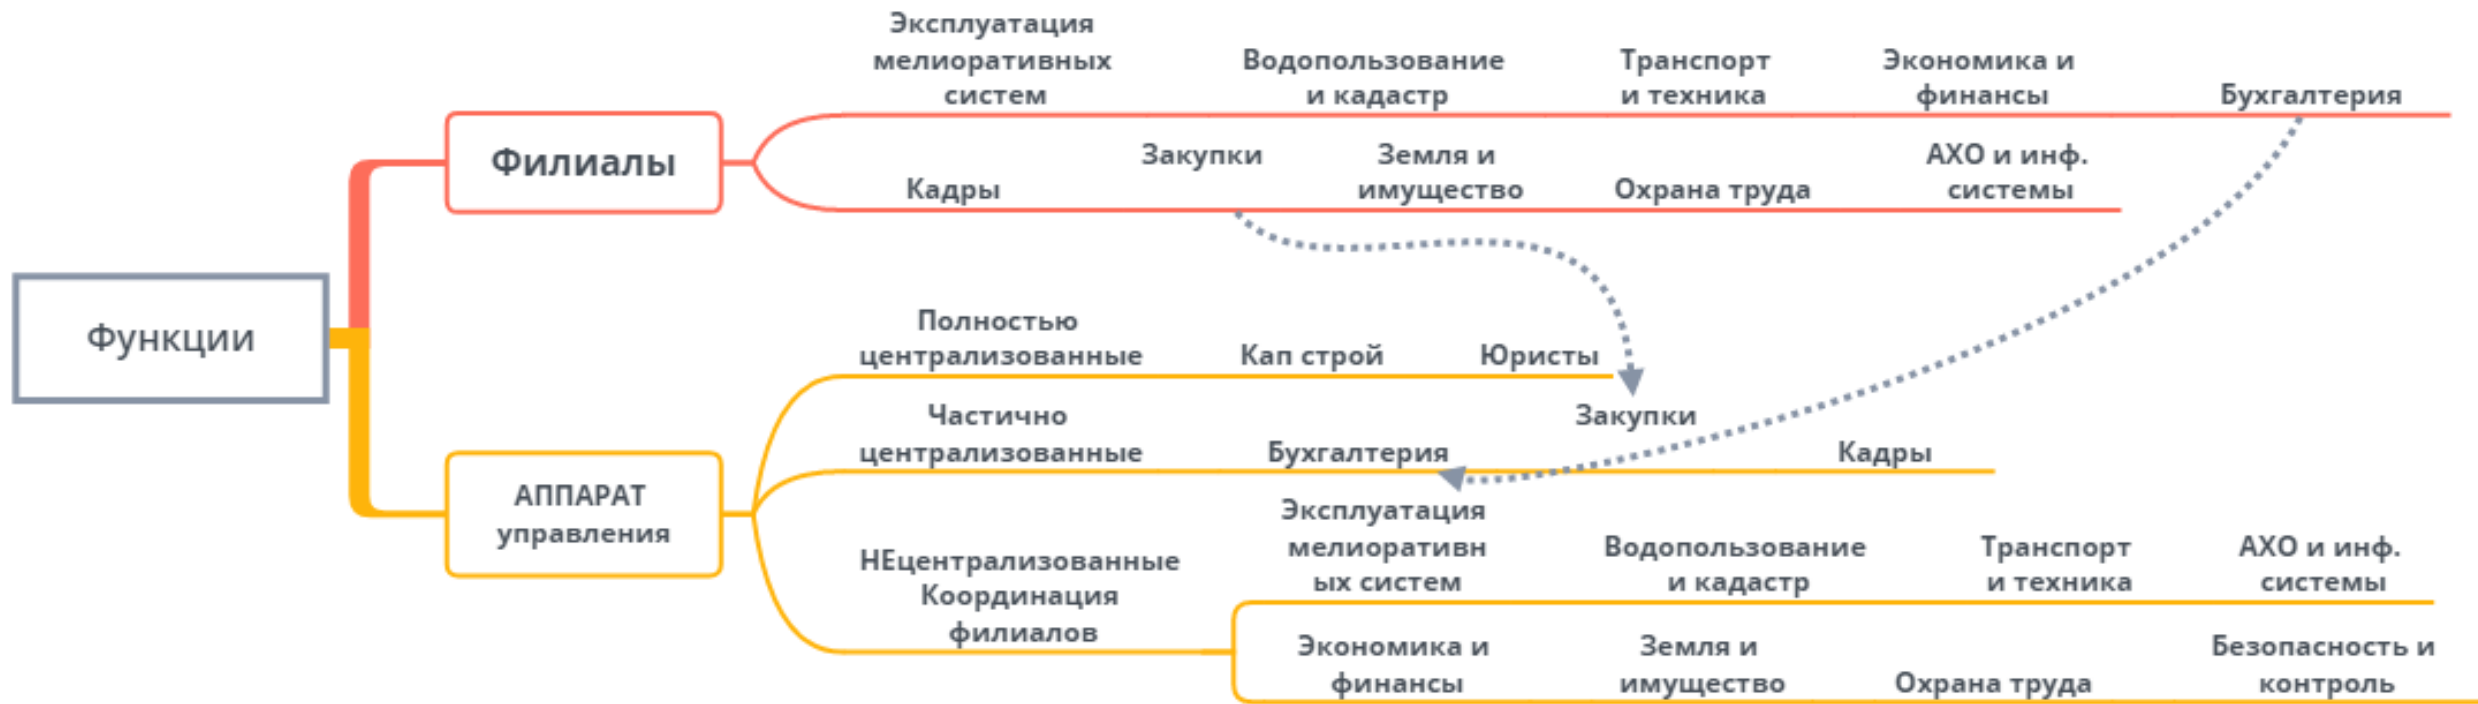 Функции
Филиалы
Эксплуатация
мелиоративных
систем
Водопользование
и кадастр
Транспорт
и техника
Экономика и
финансы
Бухгалтерия
Кадры
Закупки
Земля и
имущество
Охрана труда
АХО и инф.
системы
АППАРАТ
управления
Полностью
централизованные
Кап строй
Юристы
Частично
централизованные
Бухгалтерия
Закупки
Кадры
НЕцентрализованные
Координация
филиалов
Эксплуатация
мелиоративн
ых систем
Водопользование
и кадастр
Транспорт
и техника
АХО и инф.
системы
Экономика и
финансы
Земля и
имущество
Охрана труда
Безопасность и
контроль